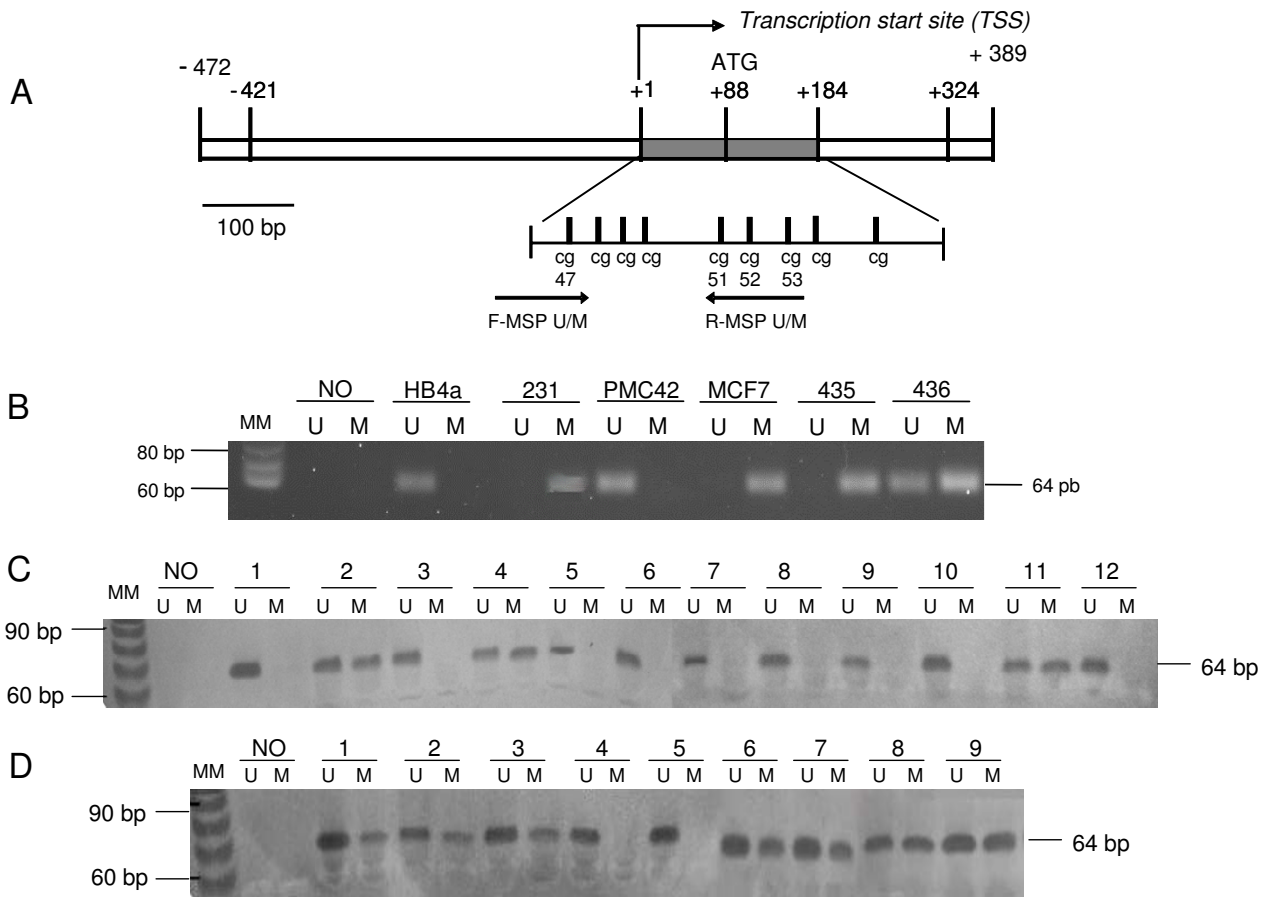 Transcription start site (TSS)
A
- 472
-421
+1
ATG
+88
+184
+324
+ 389
100 bp
cg cg cg cg cg cg cg cg cg
47 51 52 53
F-MSP U/M R-MSP U/M
B
NO HB4a 231 PMC42 MCF7 435 436
MM U M U M U M U M U M U M U M
80 bp
60 bp
64 pb
C
NO 1 2 3 4 5 6 7 8 9 10 11 12
MM U M U M U M U M U M U M U M U M U M U M U M U M U M
90 bp
60 bp
64 bp
D
NO 1 2 3 4 5 6 7 8 9
MM U M U M U M U M U M U M U M U M U M U M
90 bp
60 bp
64 bp